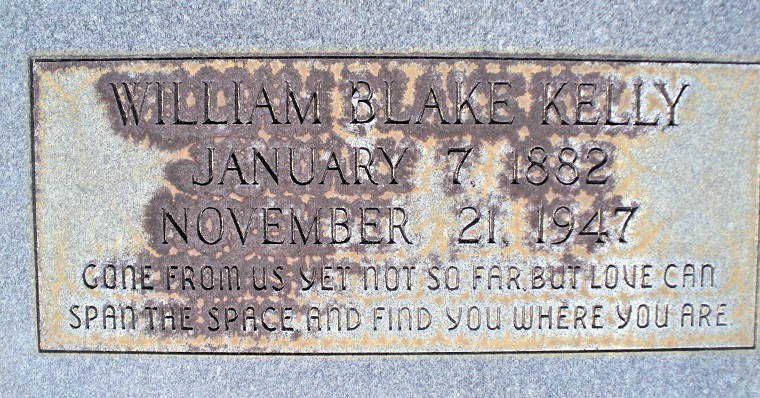 WILLIAM BLAKE KELLY
JANUARY 7, 1882
NOVEMBER 21, 1947
GONE FROM US YET NOT SO FAR, BUT LOVE CAN
SPAN THE SPACE, AND FIND YOU WHERE YOU ARE.